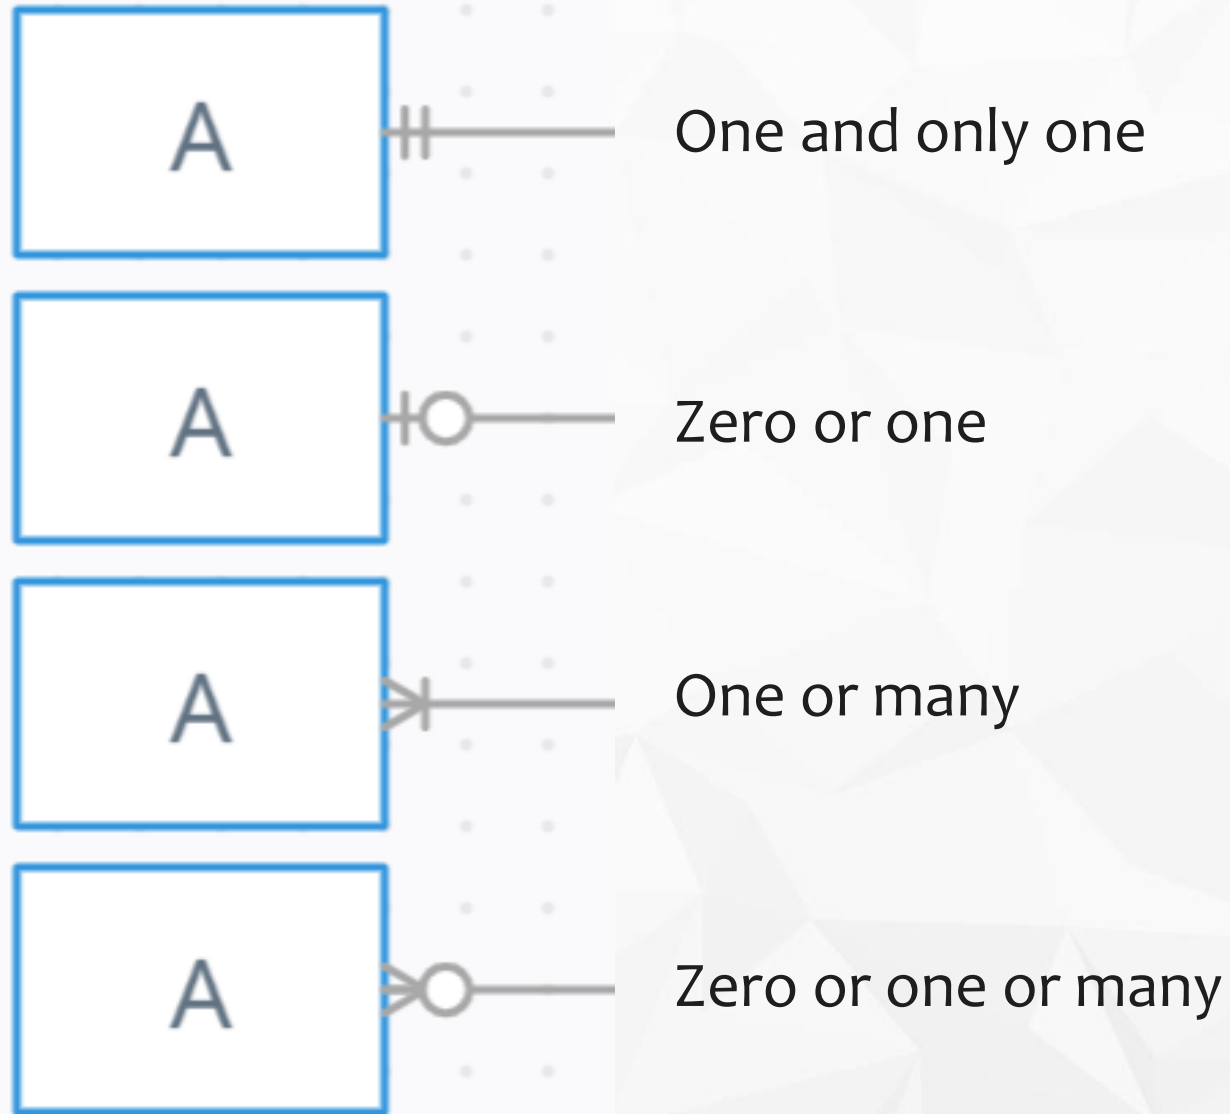 A
One and only one
A
Zero or one
A
One or many
A
Zero or one or many